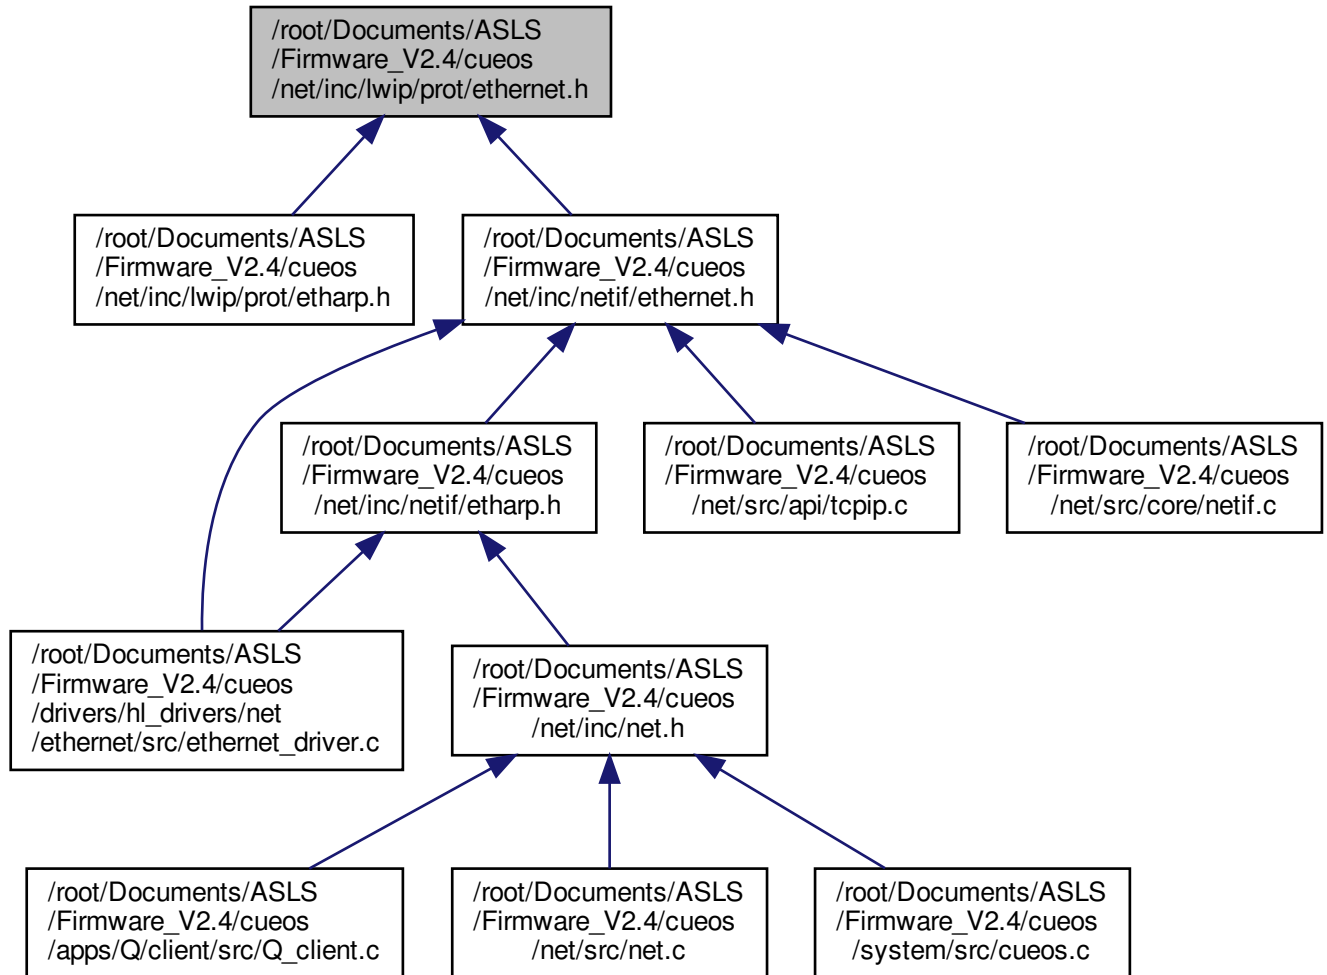 /root/Documents/ASLS
/Firmware_V2.4/cueos
/net/inc/lwip/prot/ethernet.h
/root/Documents/ASLS
/Firmware_V2.4/cueos
/net/inc/lwip/prot/etharp.h
/root/Documents/ASLS
/Firmware_V2.4/cueos
/net/inc/netif/ethernet.h
/root/Documents/ASLS
/Firmware_V2.4/cueos
/net/inc/netif/etharp.h
/root/Documents/ASLS
/Firmware_V2.4/cueos
/net/src/api/tcpip.c
/root/Documents/ASLS
/Firmware_V2.4/cueos
/net/src/core/netif.c
/root/Documents/ASLS
/Firmware_V2.4/cueos
/drivers/hl_drivers/net
/ethernet/src/ethernet_driver.c
/root/Documents/ASLS
/Firmware_V2.4/cueos
/net/inc/net.h
/root/Documents/ASLS
/Firmware_V2.4/cueos
/apps/Q/client/src/Q_client.c
/root/Documents/ASLS
/Firmware_V2.4/cueos
/net/src/net.c
/root/Documents/ASLS
/Firmware_V2.4/cueos
/system/src/cueos.c